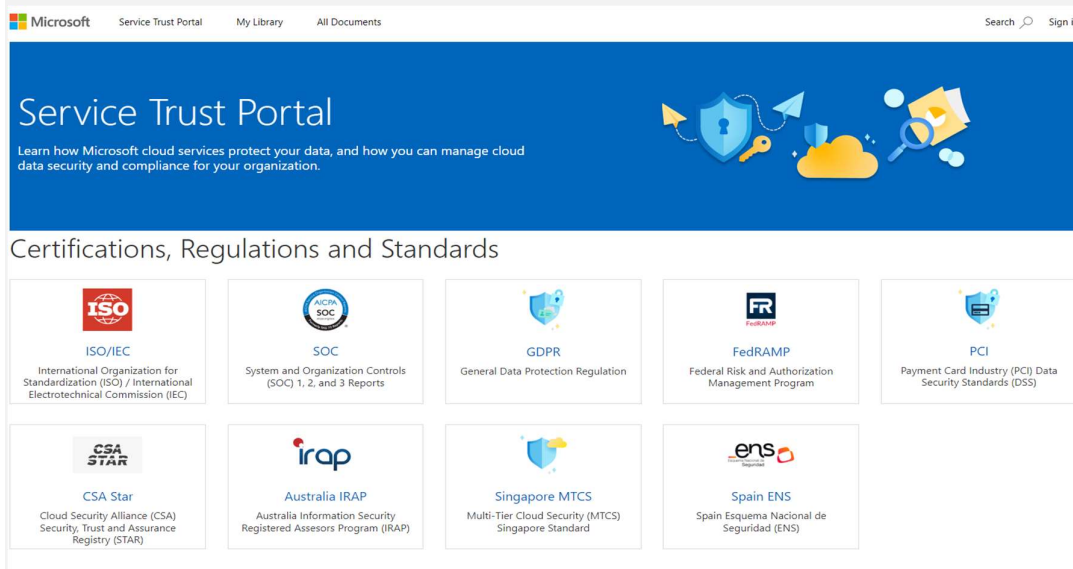 Microsoft Service Trust Portal My Library All Documents Search Sign i
Service Trust Portal
Learn how Microsoft cloud services protect your data, and how you can manage cloud
data security and compliance for your organization.
Certifications, Regulations and Standards
ISO
ISO/IEC
International Organization for
Standardization (ISO) / International
Electrotechnical Commission (IEC)
AICPA
SOC
SOC
System and Organization Controls
(SOC) 1, 2, and 3 Reports
GDPR
General Data Protection Regulation
FR
FedRAMP
FedRAMP
Federal Risk and Authorization
Management Program
PCI
Payment Card Industry (PCI) Data
Security Standards (DSS)
CSA
STAR
CSA Star
Cloud Security Alliance (CSA)
Security, Trust and Assurance
Registry (STAR)
irap
Australia IRAP
Australia Information Security
Registered Assesors Program (IRAP)
Singapore MTCS
Multi-Tier Cloud Security (MTCS)
Singapore Standard
ens
Esquema Nacional de
Seguridad
Spain ENS
Spain Esquema Nacional de
Seguridad (ENS)